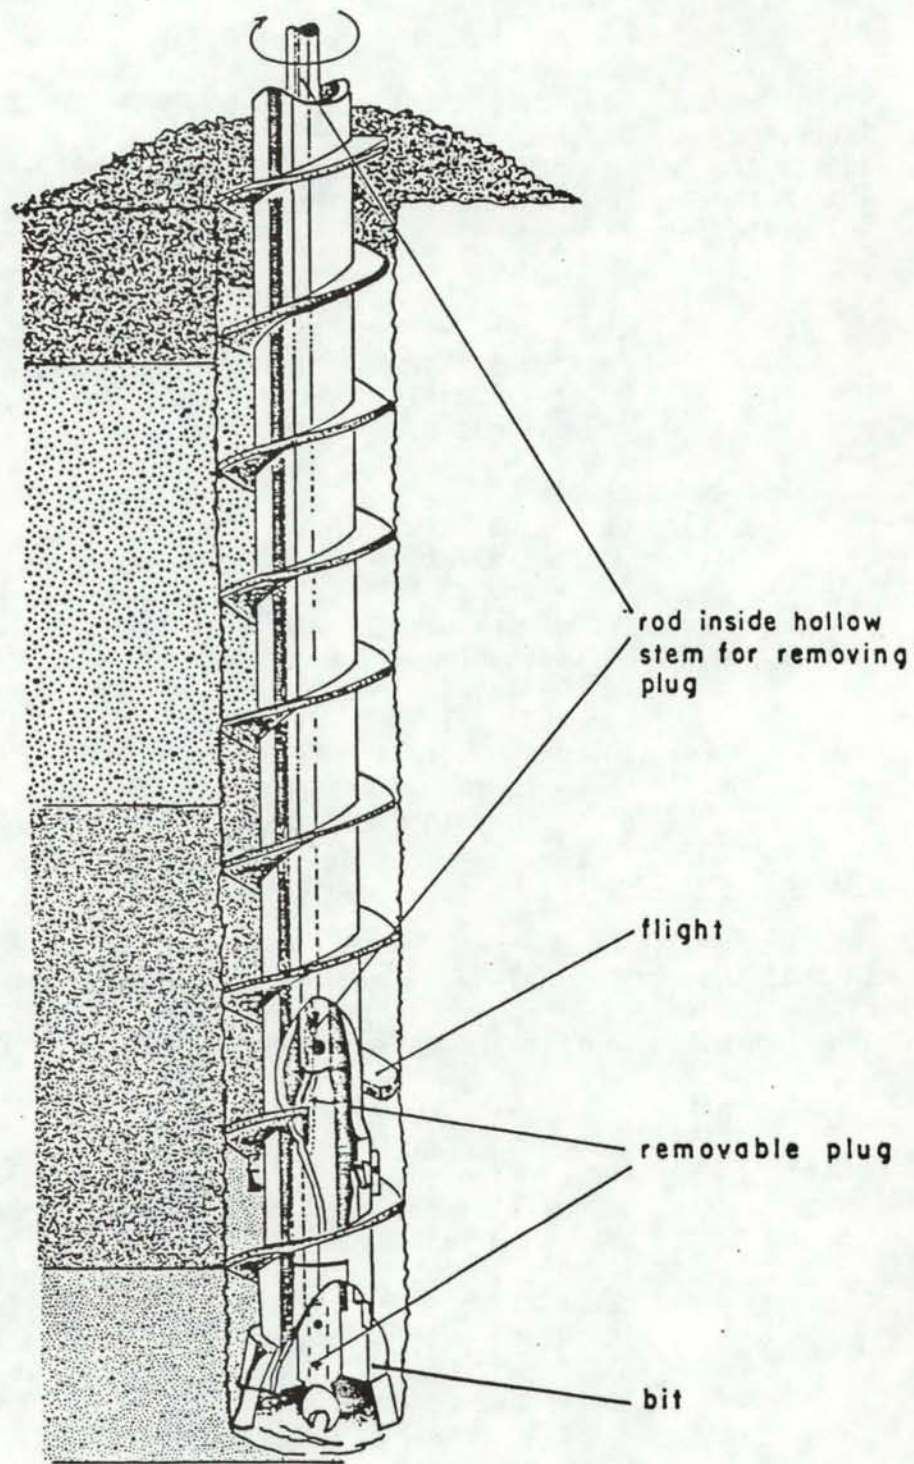 rod inside hollow
stem for removing
plug
flight
removable plug
bit